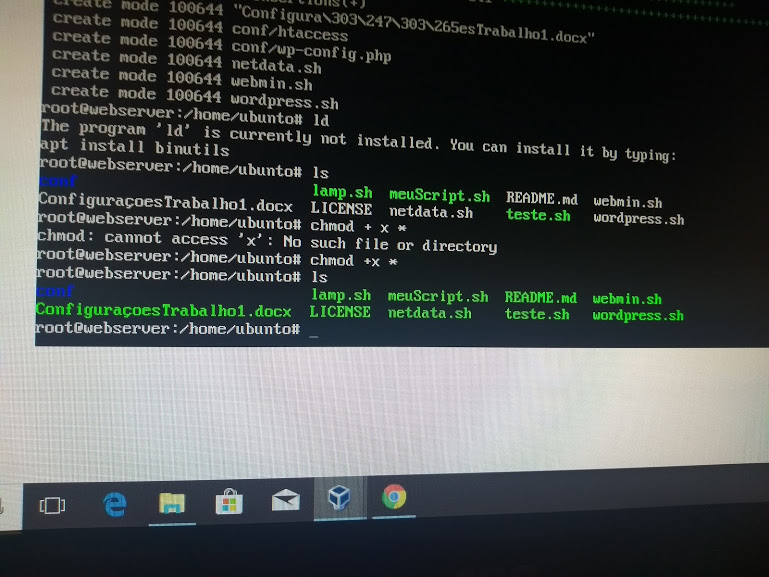 create mode 100644 "Configura\303\247\303\265esTrabalho1.docx"
create mode 100644 conf/htaccess
create mode 100644 conf/wp-config.php
create mode 100644 netdata.sh
create mode 100644 webmin.sh
create mode 100644 wordpress.sh
root@webserver:/home/ubunto# ld
The program 'ld' is currently not installed. You can install it by typing:
apt install binutils
root@webserver:/home/ubunto# ls
conf lamp.sh meuScript.sh README.md webmin.sh
ConfiguraçoesTrabalho1.docx LICENSE netdata.sh teste.sh wordpress.sh
root@webserver:/home/ubunto# chmod + x *
chmod: cannot access 'x': No such file or directory
root@webserver:/home/ubunto# chmod +x *
root@webserver:/home/ubunto# ls
conf lamp.sh meuScript.sh README.md webmin.sh
ConfiguraçoesTrabalho1.docx LICENSE netdata.sh teste.sh wordpress.sh
root@webserver:/home/ubunto# _